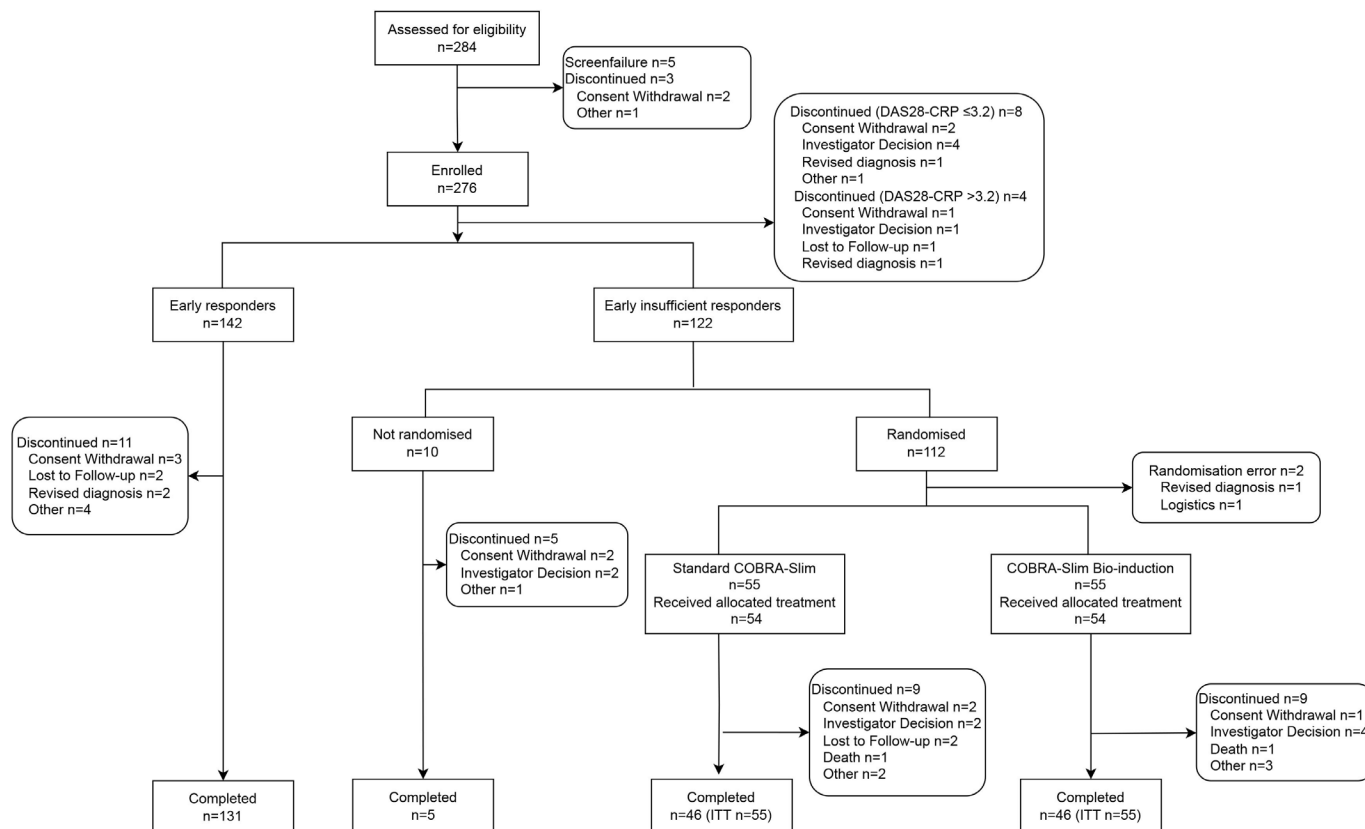 Assessed for eligibility
n=284
Screenfailure n=5
Discontinued n=3
Consent Withdrawal n=2
Other n=1
Discontinued (DAS28-CRP ≤3.2) n=8
Consent Withdrawal n=2
Investigator Decision n=4
Revised diagnosis n=1
Other n=1
Discontinued (DAS28-CRP >3.2) n=4
Consent Withdrawal n=1
Investigator Decision n=1
Lost to Follow-up n=1
Revised diagnosis n=1
Enrolled
n=276
Early responders
n=142
Early insufficient responders
n=122
Discontinued n=11
Consent Withdrawal n=3
Lost to Follow-up n=2
Revised diagnosis n=2
Other n=4
Not randomised
n=10
Randomised
n=112
Randomisation error n=2
Revised diagnosis n=1
Logistics n=1
Discontinued n=5
Consent Withdrawal n=2
Investigator Decision n=2
Other n=1
Standard COBRA-Slim
n=55
Received allocated treatment
n=54
COBRA-Slim Bio-induction
n=55
Received allocated treatment
n=54
Discontinued n=9
Consent Withdrawal n=2
Investigator Decision n=2
Lost to Follow-up n=2
Death n=1
Other n=2
Discontinued n=9
Consent Withdrawal n=1
Investigator Decision n=4
Death n=1
Other n=3
Completed
n=131
Completed
n=5
Completed
n=46 (ITT n=55)
Completed
n=46 (ITT n=55)